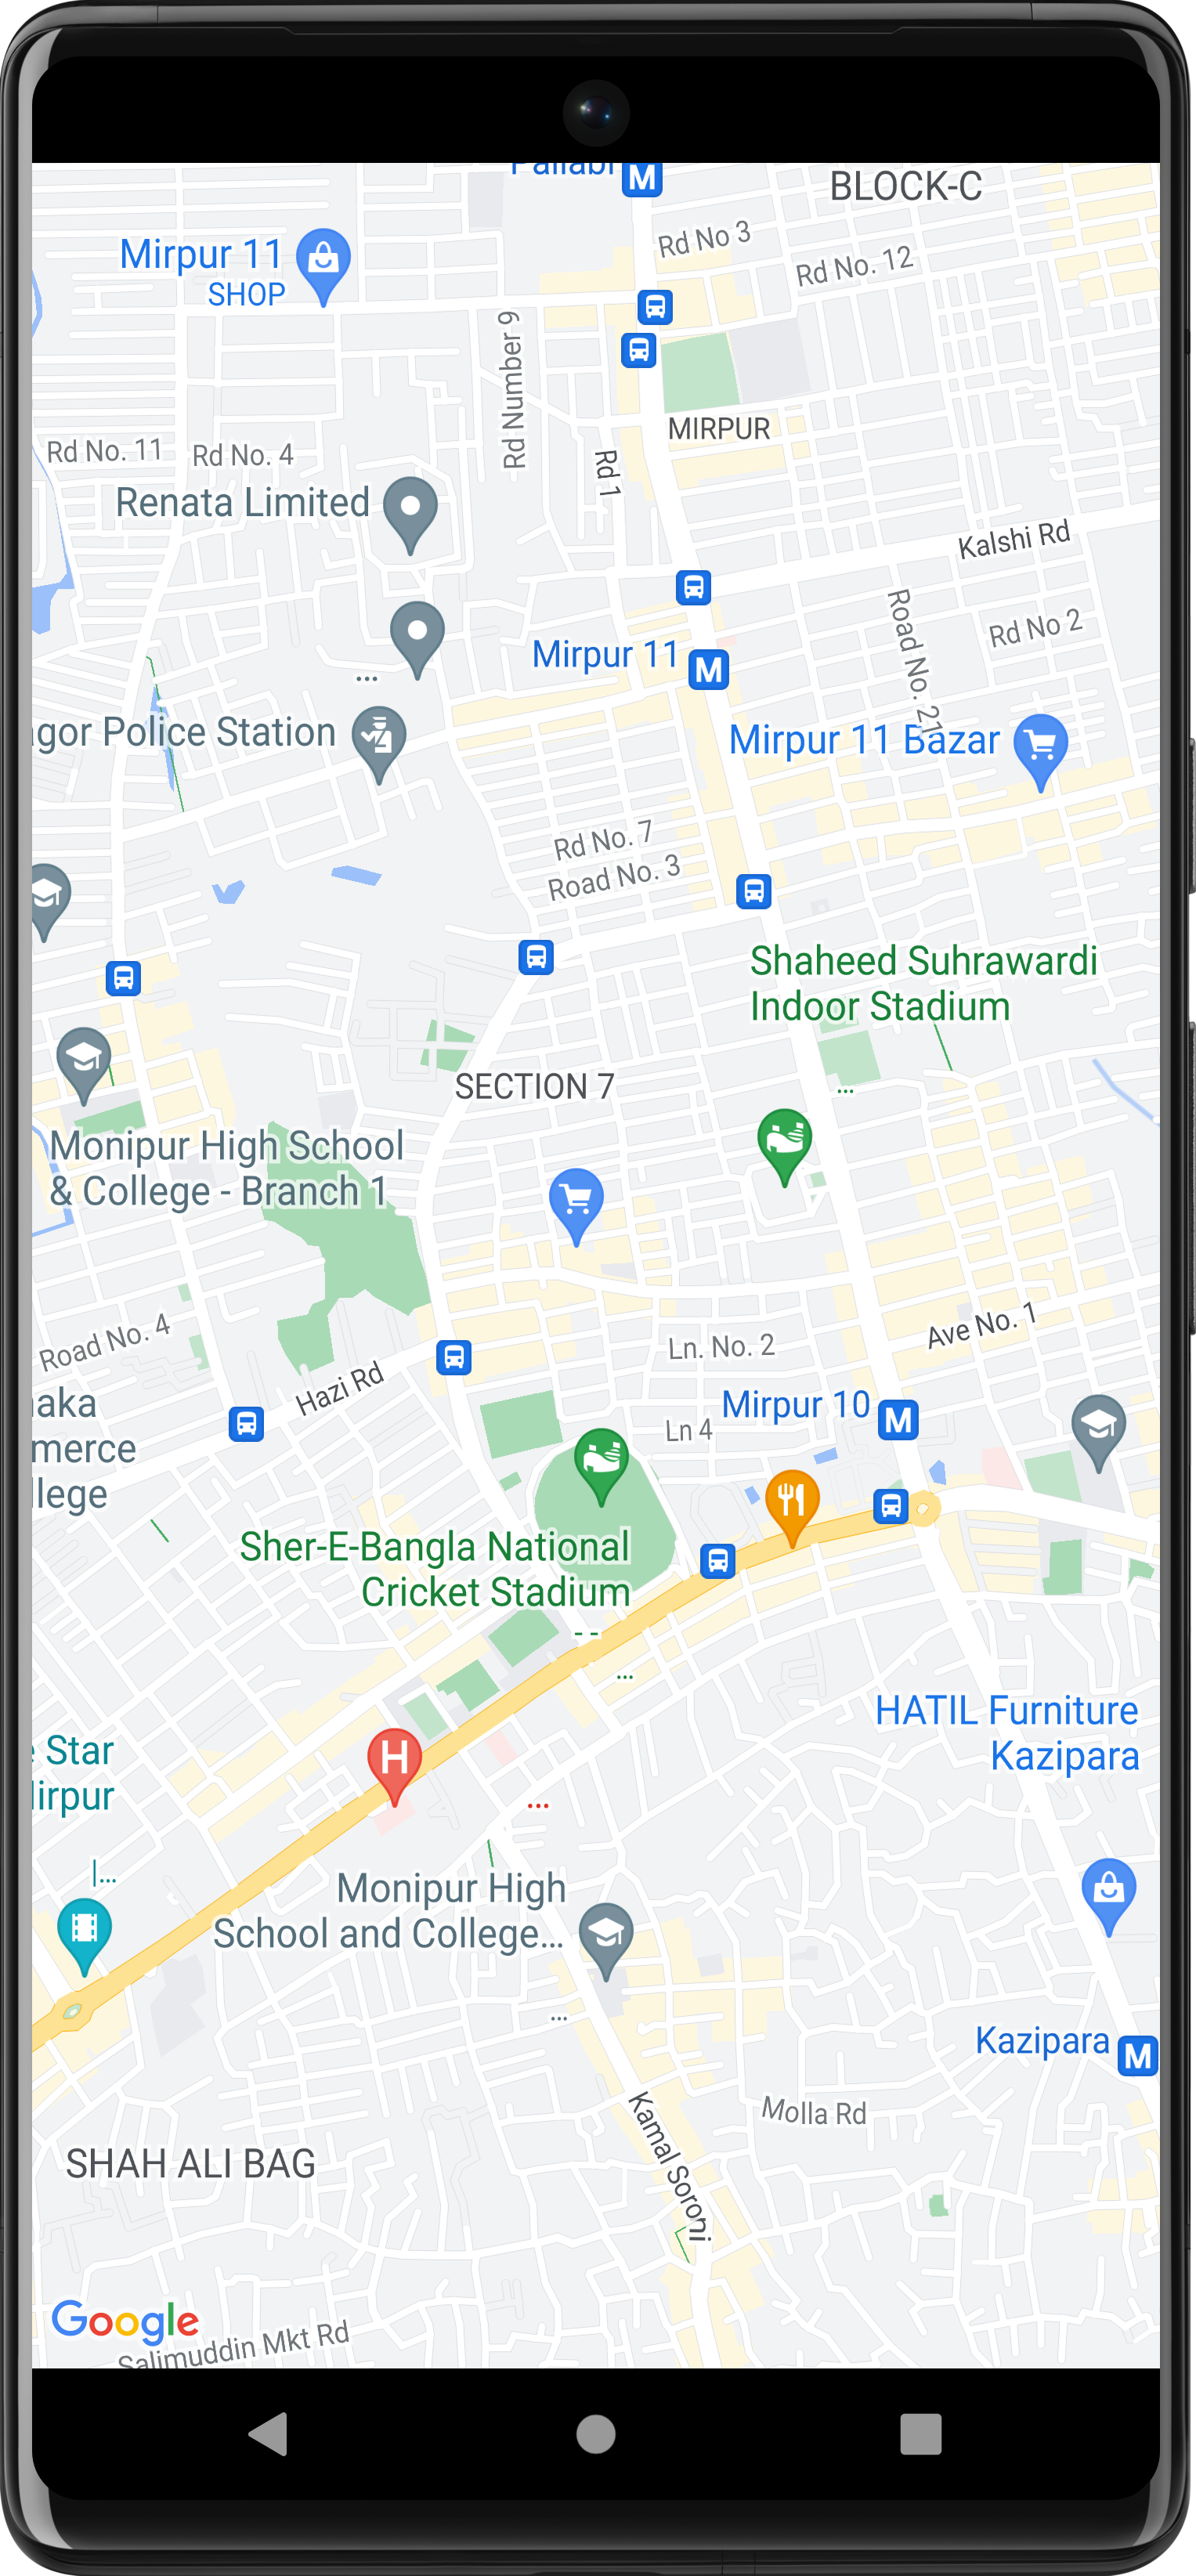 Pallabi
M
BLOCK-C
Rd No 3
Mirpur 11
SHOP
Rd No. 12
Rd Number 9
MIRPUR
Rd No. 11
Rd No. 4
Rd 1
Renata Limited
Kalshi Rd
Road No. 21
Rd No 2
Mirpur 11
M
...
gor Police Station
Mirpur 11 Bazar
Rd No. 7
Road No. 3
Shaheed Suhrawardi
Indoor Stadium
SECTION 7
...
Monipur High School
& College - Branch 1
Road No. 4
Ave No. 1
Ln. No. 2
Hazi Rd
aka
merce
llege
Mirpur 10
M
Ln 4
Sher-E-Bangla National
Cricket Stadium
--
...
HATIL Furniture
Kazipara
e Star
lirpur
H
...
|...
Monipur High
School and College...
...
Kazipara
M
Kamal Soroni
Molla Rd
SHAH ALI BAG
Google
Salimuddin Mkt Rd